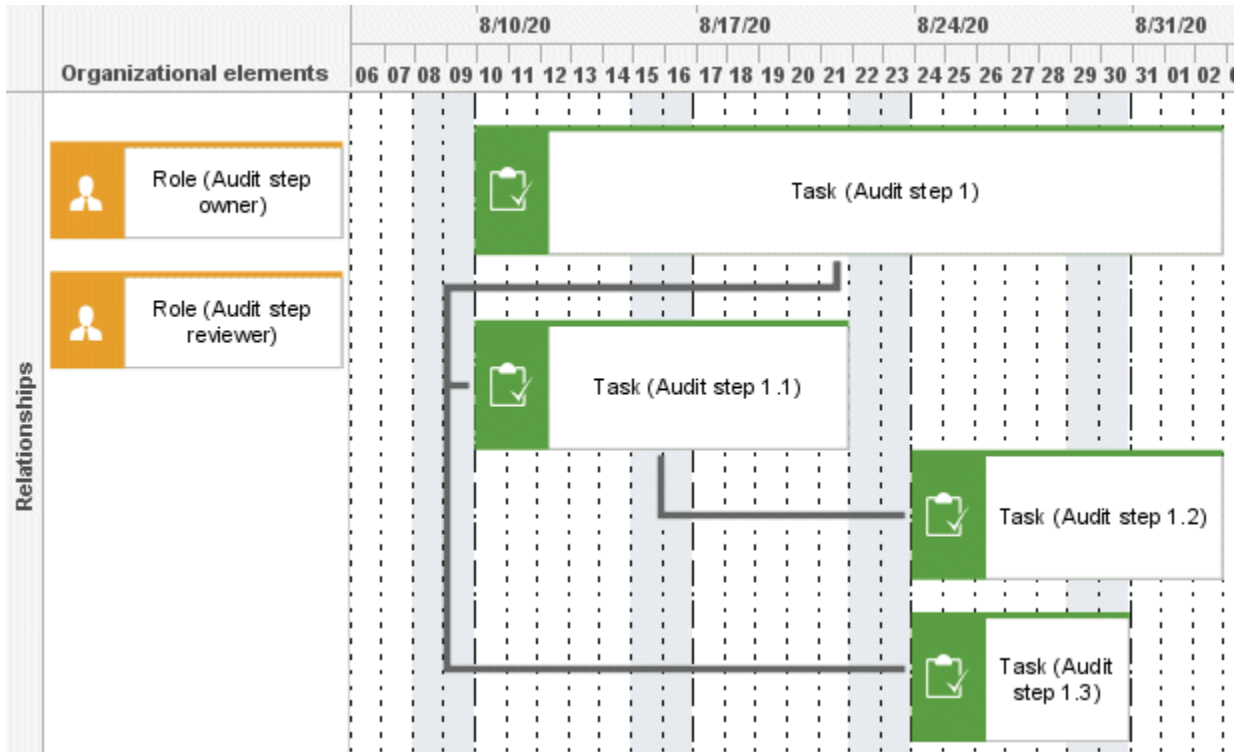 8/10/20 8/17/20 8/24/20 8/31/20
Organizational elements 06 07 08 09 10 11 12 13 14 15 16 17 18 19 20 21 22 23 24 25 26 27 28 29 30 31 01 02
Relationships
Role (Audit step
owner)
Task (Audit step 1)
Role (Audit step
reviewer)
Task (Audit step 1.1)
Task (Audit step 1.2)
Task (Audit
step 1.3)